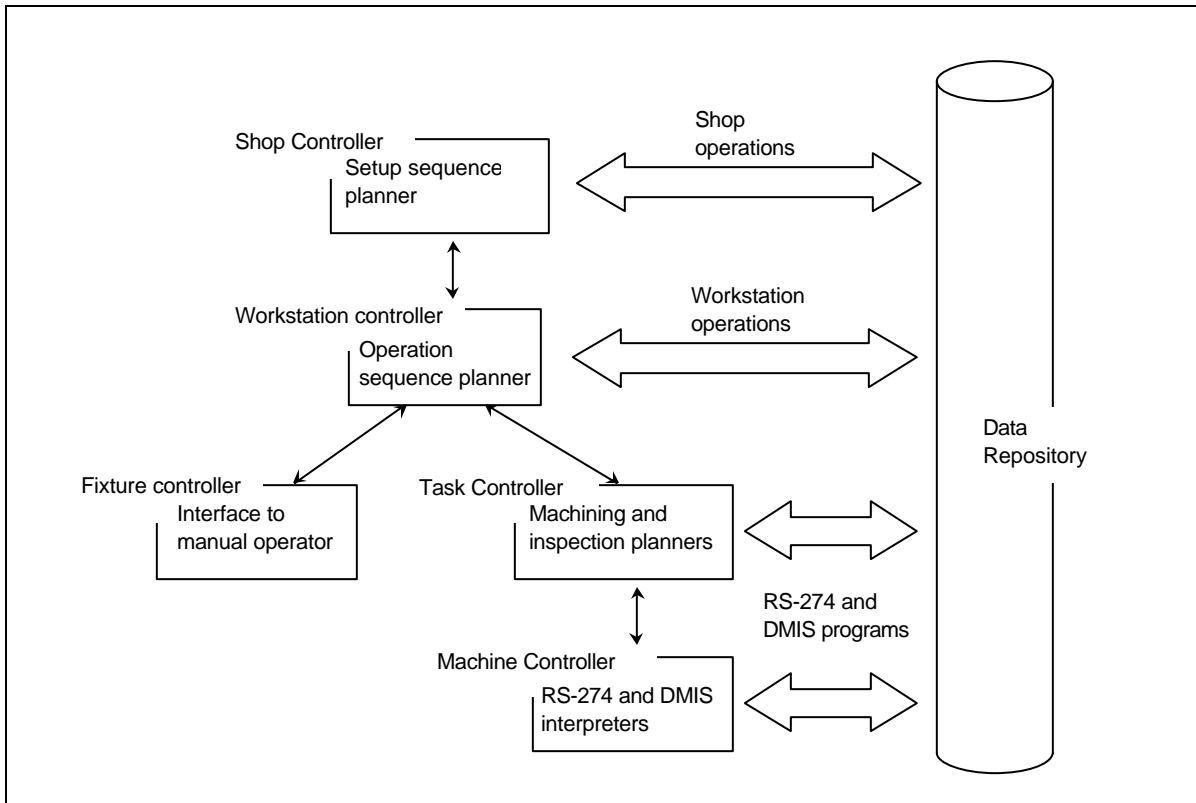 Shop Controller
Setup sequence
planner
Shop
operations
Workstation controller
Operation
sequence planner
Workstation
operations
Data
Repository
Fixture controller
Interface to
manual operator
Task Controller
Machining and
inspection planners
RS-274 and
DMIS programs
Machine Controller
RS-274 and DMIS
interpreters